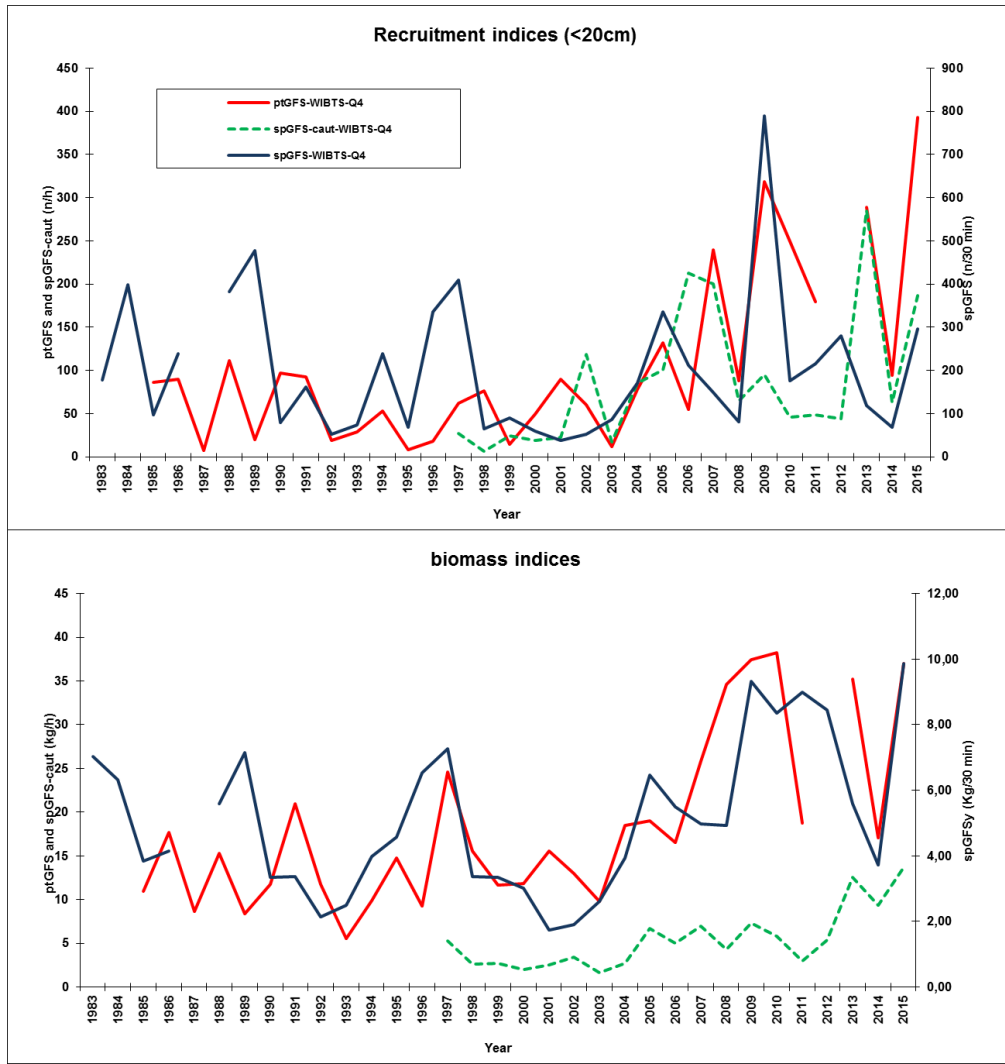 Recruitment indices (<20cm)
450
400
350
300
250
200
150
100
50
0
ptGFS and spGFS-caut (n/h)
ptGFS-WIBTS-Q4
spGFS-caut-WIBTS-Q4
spGFS-WIBTS-Q4
900
800
700
600
500
400
300
200
100
0
spGFS (n/30 min)
1983 1984 1985 1986 1987 1988 1989 1990 1991 1992 1993 1994 1995 1996 1997 1998 1999 2000 2001 2002 2003 2004 2005 2006 2007 2008 2009 2010 2011 2012 2013 2014 2015
Year
biomass indices
45
40
35
30
25
20
15
10
5
0
ptGFS and spGFS-caut (kg/h)
12,00
10,00
8,00
6,00
4,00
2,00
0,00
spGFSy (Kg/30 min)
1983 1984 1985 1986 1987 1988 1989 1990 1991 1992 1993 1994 1995 1996 1997 1998 1999 2000 2001 2002 2003 2004 2005 2006 2007 2008 2009 2010 2011 2012 2013 2014 2015
Year